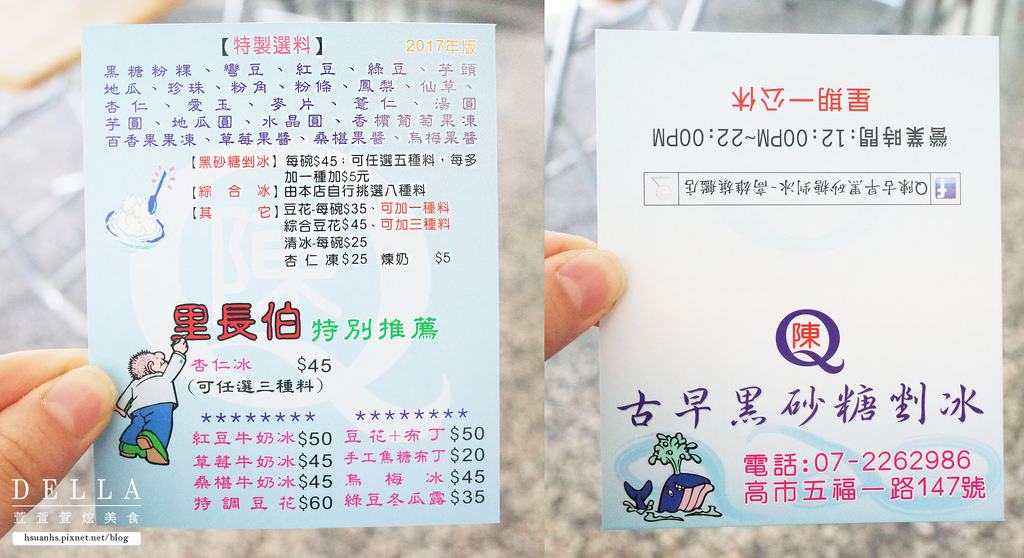 【特製選料】 2017年版
黑糖粉粿、彎豆、紅豆、綠豆、芋頭
地瓜、珍珠、粉角、粉條、鳳梨、仙草、
杏仁、愛玉、麥片、薏仁、湯圓
芋圓、地瓜圓、水晶圓、香檳葡萄果凍
百香果果凍、草莓果醬、桑椹果醬、烏梅果醬
【黑砂糖剉冰】每碗$45：可任選五種料，每多
加一種加$5元
【綜合冰】由本店自行挑選八種料
【其它】豆花-每碗$35、可加一種料
綜合豆花$45、可加三種料
清冰-每碗$25
杏仁凍$25 煉奶 $5
陳
里長伯特別推薦
杏仁冰 $45
(可任選三種料)
******** ********
紅豆牛奶冰$50 豆花+布丁$50
草莓牛奶冰$45 手工焦糖布丁$20
桑椹牛奶冰$45 烏梅冰$45
特調豆花$60 綠豆冬瓜露$35
DELLA
萱萱萱炫美食
hsuanhs.pixnet.net/blog
星期一公休
營業時間:12:00PM~22:00PM
f Q陳古早黑砂糖剉冰-高雄旗艦店
陳
古早黑砂糖剉冰
電話:07-2262986
高市五福一路147號